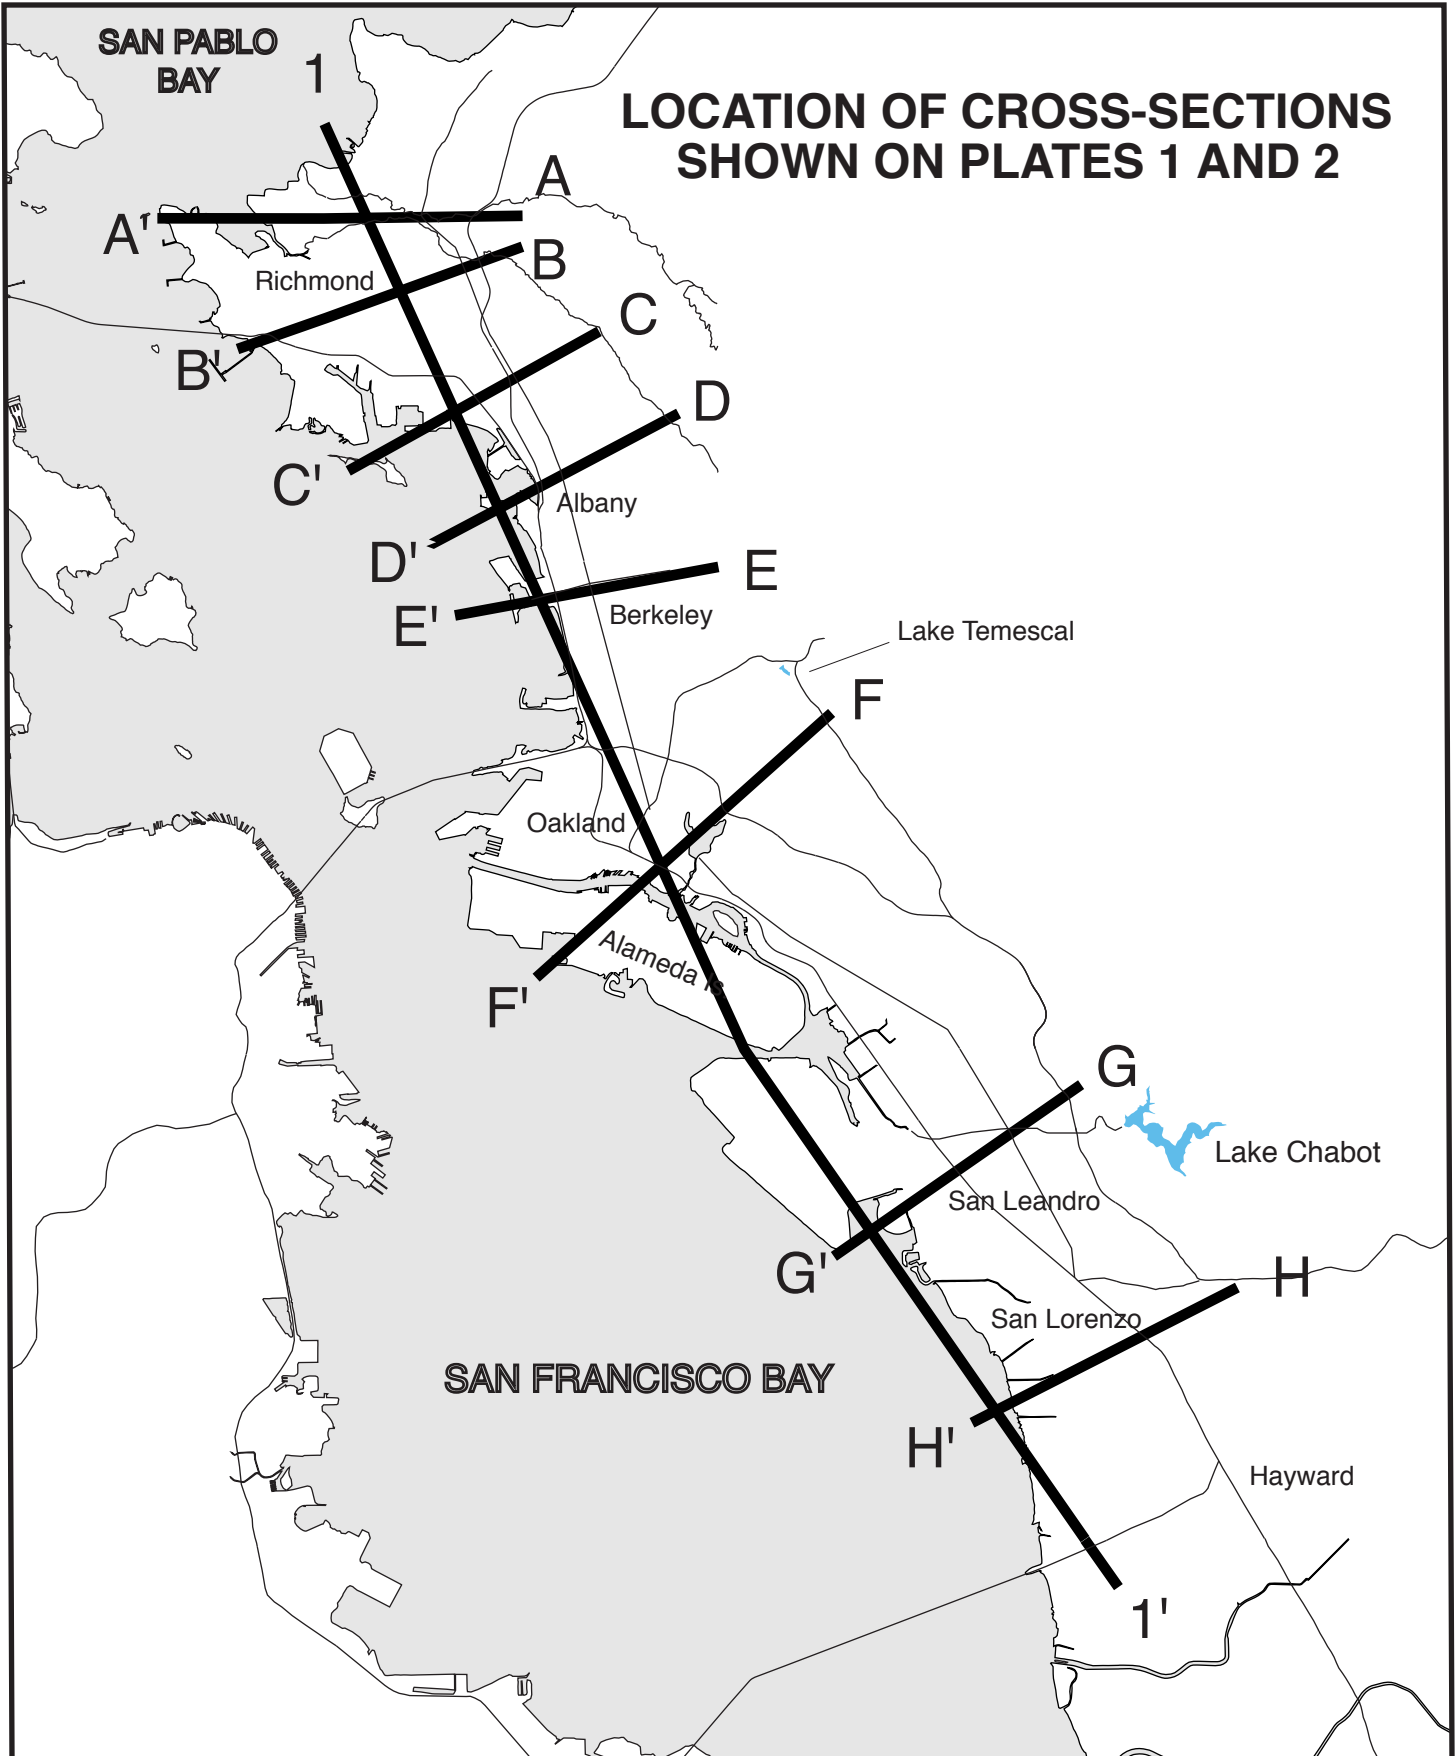 SAN PABLO
BAY
1
LOCATION OF CROSS-SECTIONS
SHOWN ON PLATES 1 AND 2
A
A'
B
Richmond
C
B'
D
C'
Albany
D'
E
E'
Berkeley
Lake Temescal
F
Oakland
Alameda Is
F'
G
Lake Chabot
San Leandro
G'
H
San Lorenzo
SAN FRANCISCO BAY
H'
Hayward
1'